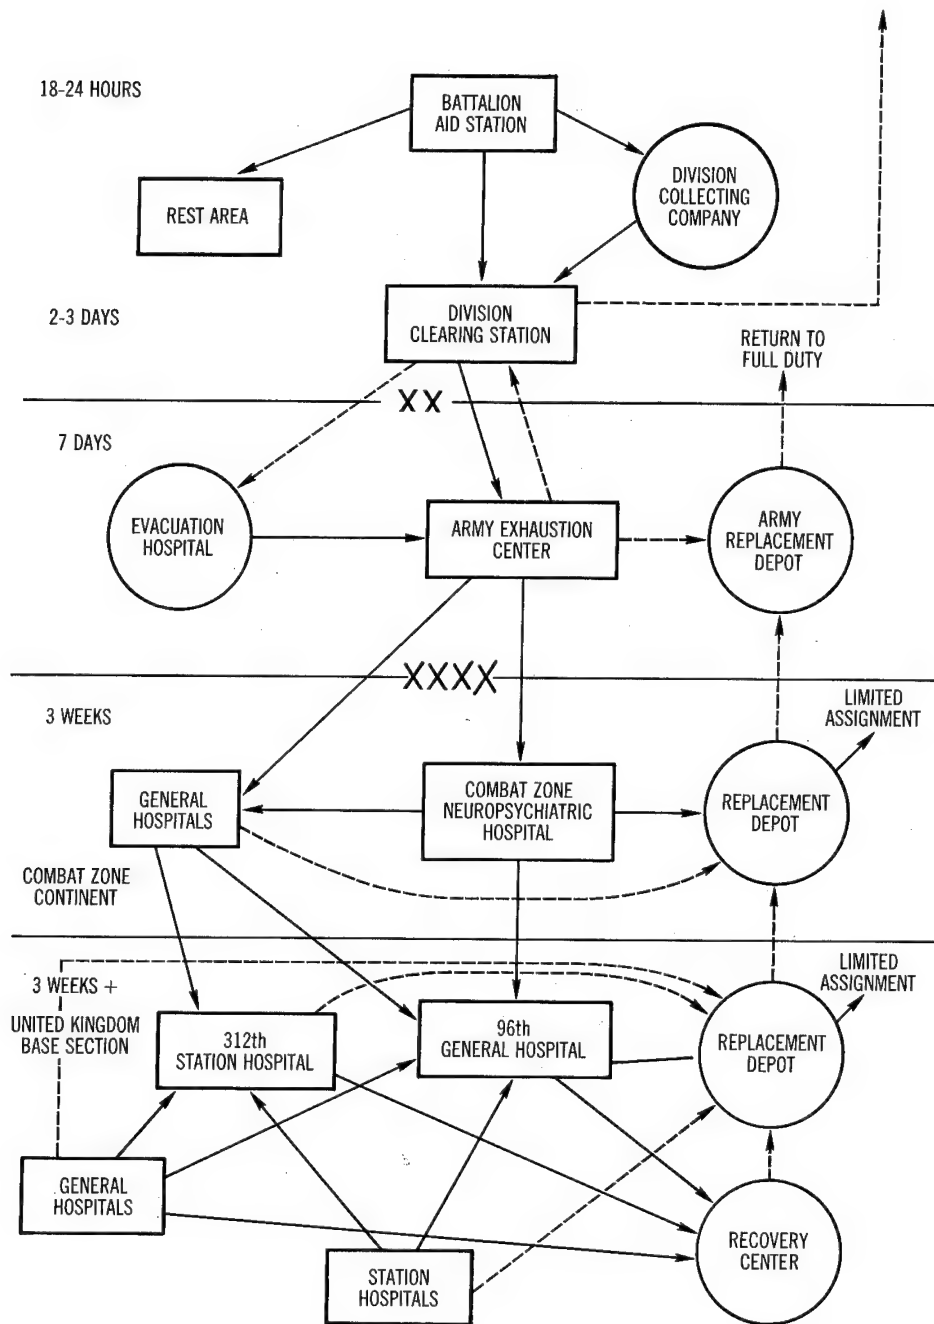 18-24 HOURS
BATTALION
AID STATION
REST AREA
DIVISION
COLLECTING
COMPANY
2-3 DAYS
DIVISION
CLEARING STATION
RETURN TO
FULL DUTY
XX
7 DAYS
EVACUATION
HOSPITAL
ARMY EXHAUSTION
CENTER
ARMY
REPLACEMENT
DEPOT
XXXX
3 WEEKS
LIMITED
ASSIGNMENT
GENERAL
HOSPITALS
COMBAT ZONE
NEUROPSYCHIATRIC
HOSPITAL
REPLACEMENT
DEPOT
COMBAT ZONE
CONTINENT
3 WEEKS +
UNITED KINGDOM
BASE SECTION
LIMITED
ASSIGNMENT
312th
STATION HOSPITAL
96th
GENERAL HOSPITAL
REPLACEMENT
DEPOT
GENERAL
HOSPITALS
STATION
HOSPITALS
RECOVERY
CENTER